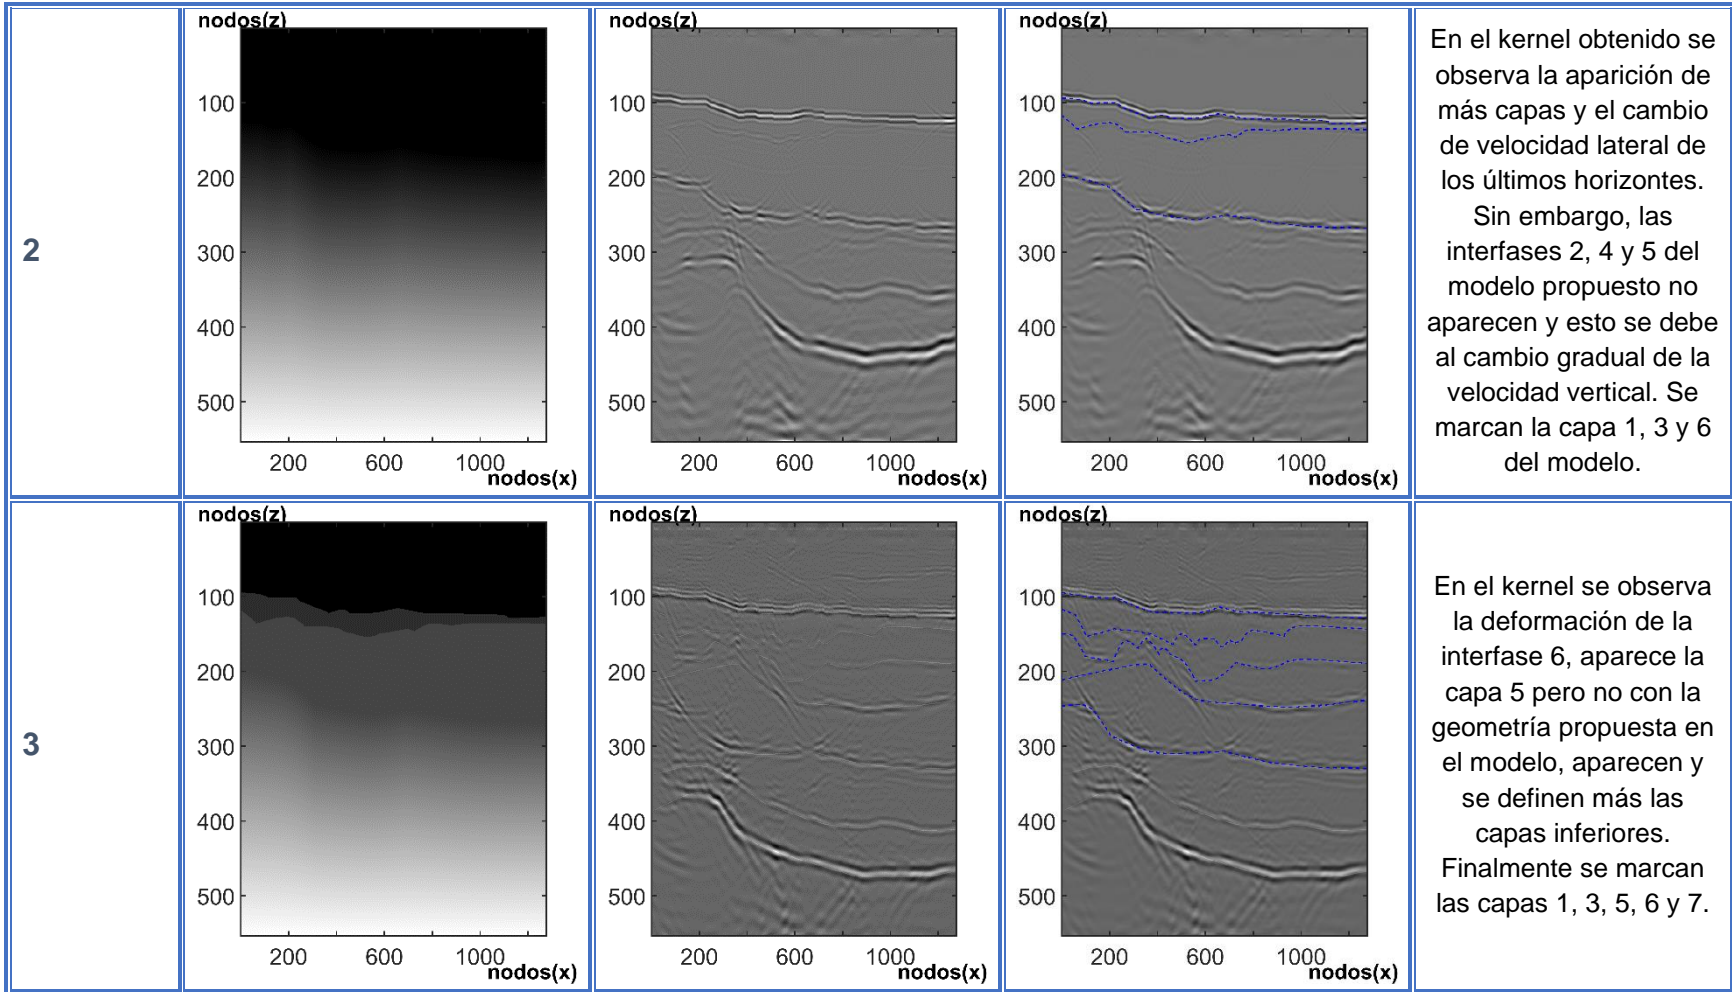 2
nodos(z)
100
200
300
400
500
200 600 1000
nodos(x)
nodos(z)
100
200
300
400
500
200 600 1000
nodos(x)
nodos(z)
100
200
300
400
500
200 600 1000
nodos(x)
En el kernel obtenido se
observa la aparición de
más capas y el cambio
de velocidad lateral de
los últimos horizontes.
Sin embargo, las
interfases 2, 4 y 5 del
modelo propuesto no
aparecen y esto se debe
al cambio gradual de la
velocidad vertical. Se
marcan la capa 1, 3 y 6
del modelo.
3
nodos(z)
100
200
300
400
500
200 600 1000
nodos(x)
nodos(z)
100
200
300
400
500
200 600 1000
nodos(x)
nodos(z)
100
200
300
400
500
200 600 1000
nodos(x)
En el kernel se observa
la deformación de la
interfase 6, aparece la
capa 5 pero no con la
geometría propuesta en
el modelo, aparecen y
se definen más las
capas inferiores.
Finalmente se marcan
las capas 1, 3, 5, 6 y 7.